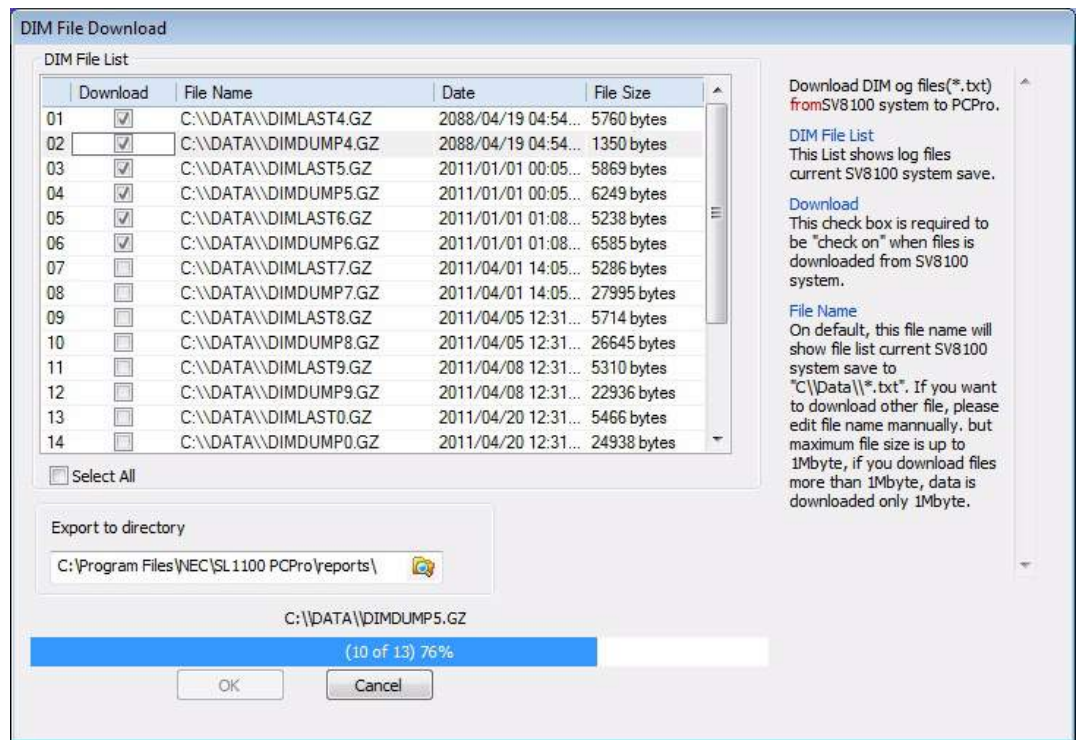 DIM File Download
DIM File List
Download File Name Date File Size
01 C:\\DATA\\DIMLAST4.GZ 2088/04/19 04:54... 5760 bytes
02 C:\\DATA\\DIMDUMP4.GZ 2088/04/19 04:54... 1350 bytes
03 C:\\DATA\\DIMLAST5.GZ 2011/01/01 00:05... 5869 bytes
04 C:\\DATA\\DIMDUMP5.GZ 2011/01/01 00:05... 6249 bytes
05 C:\\DATA\\DIMLAST6.GZ 2011/01/01 01:08... 5238 bytes
06 C:\\DATA\\DIMDUMP6.GZ 2011/01/01 01:08... 6585 bytes
07 C:\\DATA\\DIMLAST7.GZ 2011/04/01 14:05... 5286 bytes
08 C:\\DATA\\DIMDUMP7.GZ 2011/04/01 14:05... 27995 bytes
09 C:\\DATA\\DIMLAST8.GZ 2011/04/05 12:31... 5714 bytes
10 C:\\DATA\\DIMDUMP8.GZ 2011/04/05 12:31... 26645 bytes
11 C:\\DATA\\DIMLAST9.GZ 2011/04/08 12:31... 5310 bytes
12 C:\\DATA\\DIMDUMP9.GZ 2011/04/08 12:31... 22936 bytes
13 C:\\DATA\\DIMLAST0.GZ 2011/04/20 12:31... 5466 bytes
14 C:\\DATA\\DIMDUMP0.GZ 2011/04/20 12:31... 24938 bytes
Select All
Export to directory
C:\Program Files\NEC\SL1100 PCPro\reports\
C:\\DATA\\DIMDUMP5.GZ
(10 of 13) 76%
OK Cancel
Download DIM og files(*.txt)
fromSV8100 system to PCPro.
DIM File List
This List shows log files
current SV8100 system save.
Download
This check box is required to
be "check on" when files is
downloaded from SV8100
system.
File Name
On default, this file name will
show file list current SV8100
system save to
"C\\Data\\*.txt". If you want
to download other file, please
edit file name mannually. but
maximum file size is up to
1Mbyte, if you download files
more than 1Mbyte, data is
downloaded only 1Mbyte.